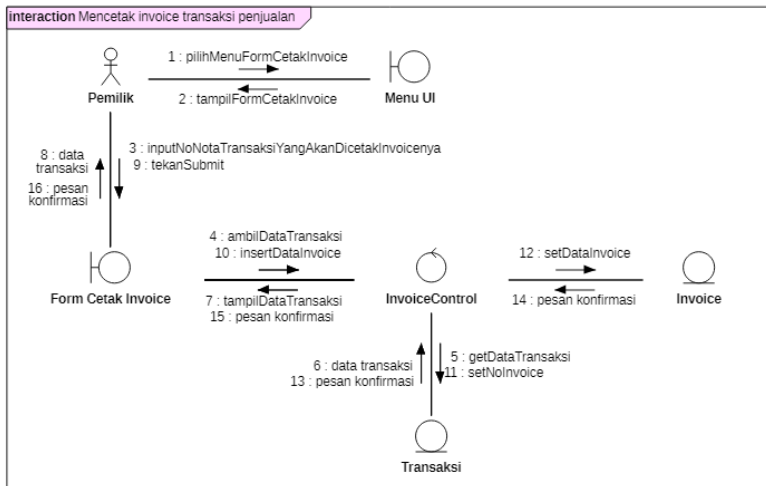 interaction Mencetak invoice transaksi penjualan
1 : pilihMenuFormCetakInvoice
2 : tampilFormCetakInvoice
Pemilik
Menu UI
3 : inputNoNotaTransaksiYangAkanDicetakInvoicenya
9 : tekanSubmit
8 : data
transaksi
16 : pesan
konfirmasi
4 : ambilDataTransaksi
10 : insertDataInvoice
12 : setDataInvoice
Form Cetak Invoice
7 : tampilDataTransaksi
15 : pesan konfirmasi
InvoiceControl
14 : pesan konfirmasi
Invoice
6 : data transaksi
13 : pesan konfirmasi
5 : getDataTransaksi
11 : setNoInvoice
Transaksi